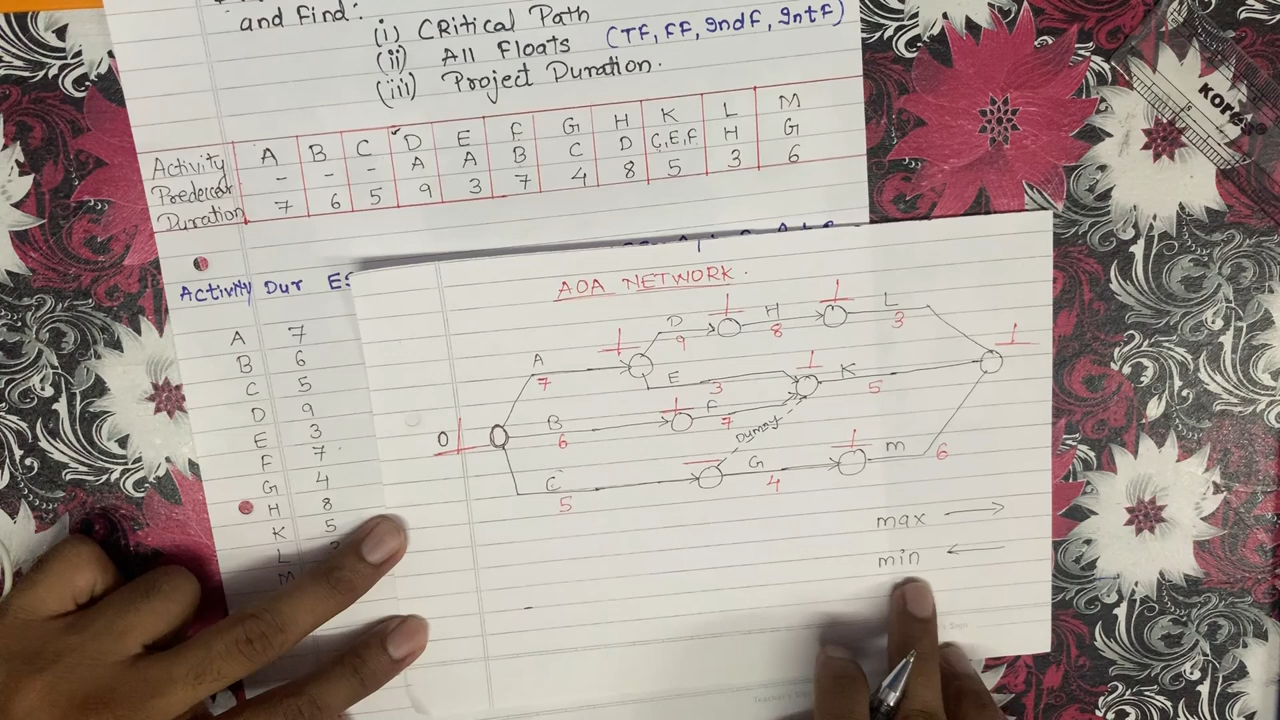 and Find:
(i) CRitical Path
(ii) All Floats (TF, FF, IndF, IntF)
(iii) Project Duration.
Activity A B C D E F G H K L M
Predecer - - - A A B C D C,E,F H G
Duration 7 6 5 9 3 7 4 8 5 3 6
Activity Dur ES
A 7
B 6
C 5
D 9
E 3
F 7
G 4
H 8
K 5
L
M
AOA NETWORK.
D 9 H 8 L 3
A 7
E 3 K 5
B 6 F 7
Dummy
0
C 5 G 4 m 6
max
min
kores